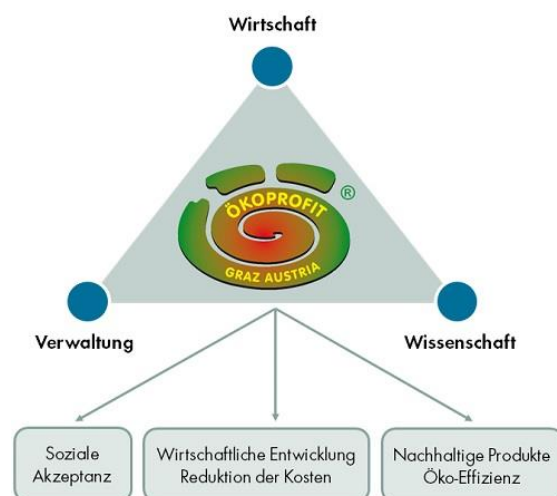 Wirtschaft
ÖKOPROFIT
®
GRAZ AUSTRIA
Verwaltung
Wissenschaft
Soziale
Akzeptanz
Wirtschaftliche Entwicklung
Reduktion der Kosten
Nachhaltige Produkte
Öko-Effizienz